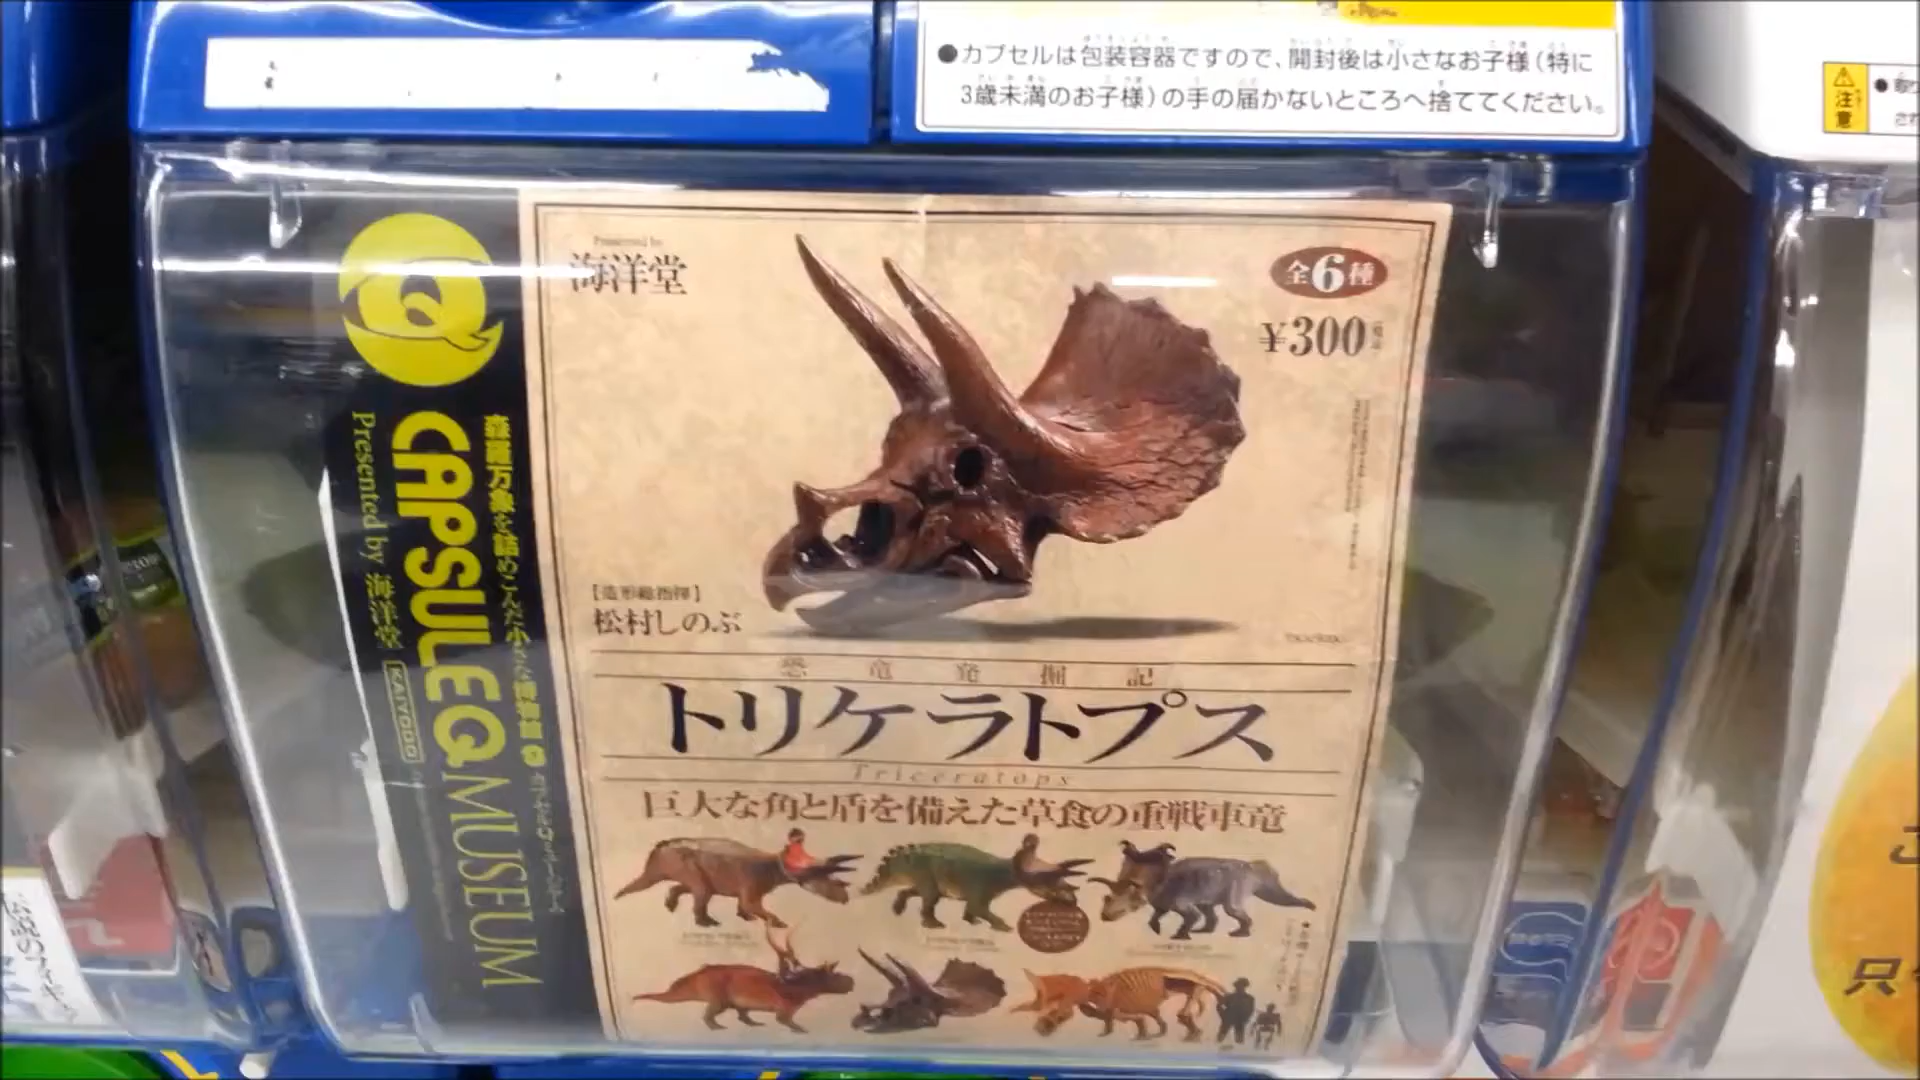 ●カプセルは包装容器ですので、開封後は小さなお子様(特に
3歳未満のお子様)の手の届かないところへ捨ててください。
注意
Presented by
海洋堂
全6種
¥300
【造形総指揮】
松村しのぶ
恐竜発掘記
トリケラトプス
Triceratops
巨大な角と盾を備えた草食の重戦車竜
Q
森羅万象を詰めこんだ小さな博物館
CAPSULE Q MUSEUM
Presented by 海洋堂 KAIYODO